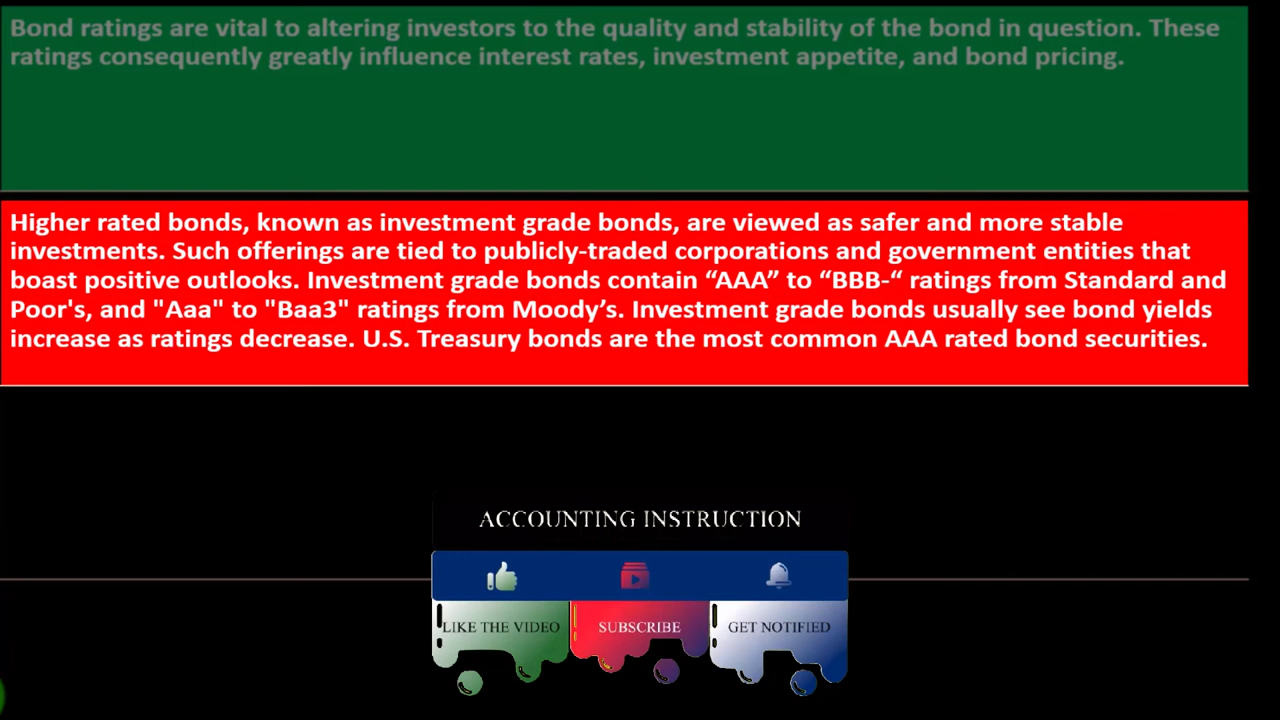 Bond ratings are vital to altering investors to the quality and stability of the bond in question. These
ratings consequently greatly influence interest rates, investment appetite, and bond pricing.
Higher rated bonds, known as investment grade bonds, are viewed as safer and more stable
investments. Such offerings are tied to publicly-traded corporations and government entities that
boast positive outlooks. Investment grade bonds contain “AAA” to “BBB-“ ratings from Standard and
Poor's, and "Aaa" to "Baa3" ratings from Moody’s. Investment grade bonds usually see bond yields
increase as ratings decrease. U.S. Treasury bonds are the most common AAA rated bond securities.
ACCOUNTING INSTRUCTION
LIKE THE VIDEO SUBSCRIBE GET NOTIFIED